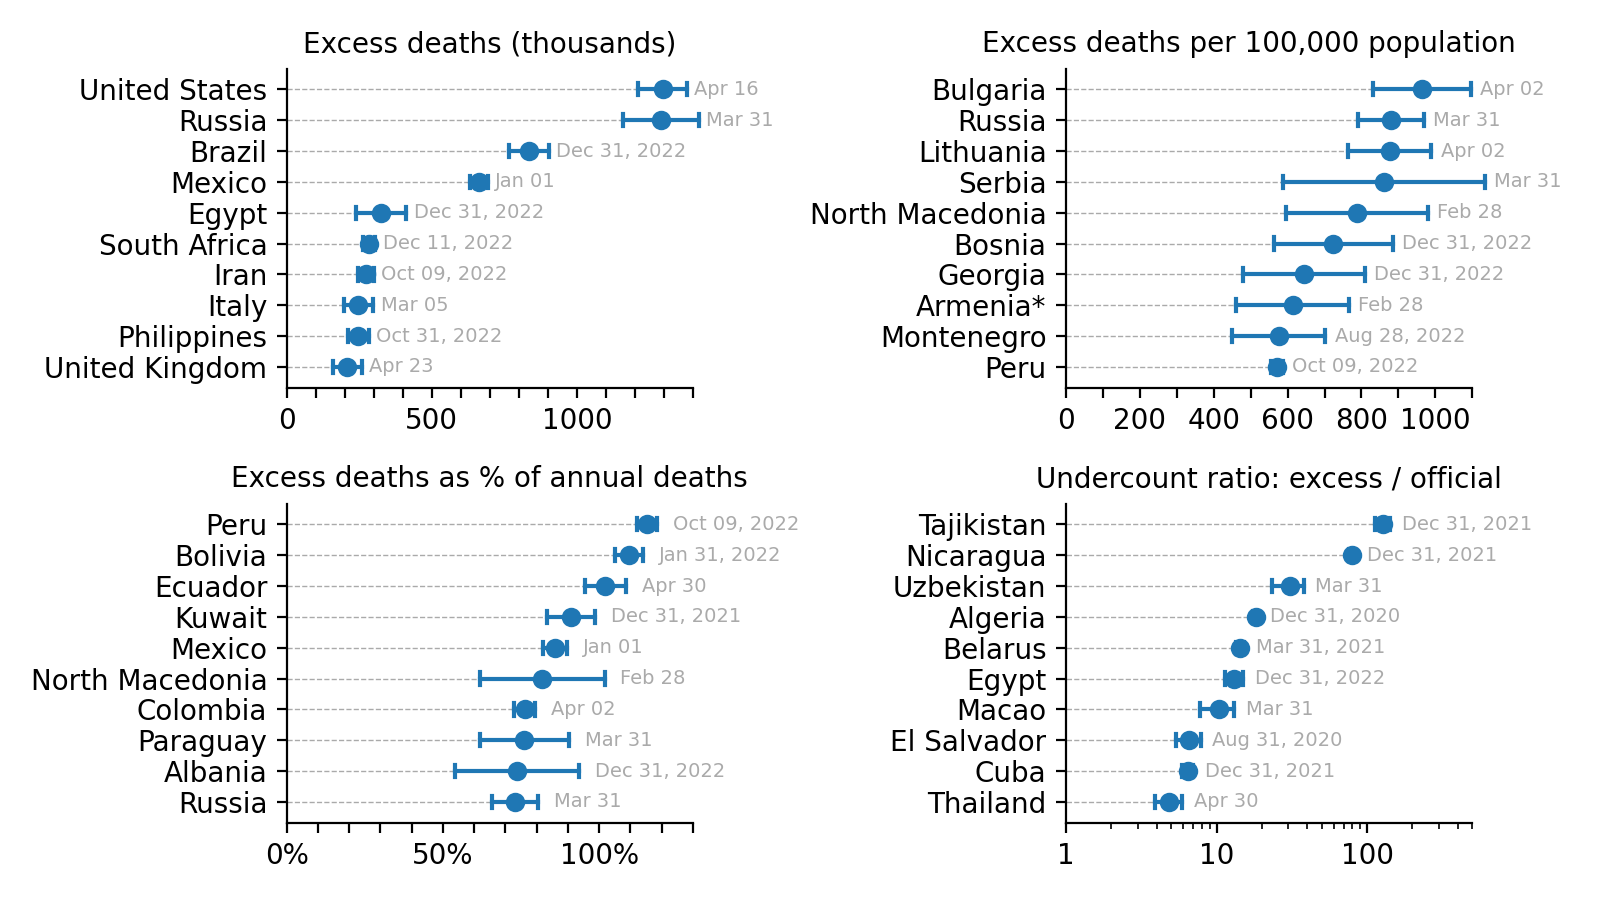 Excess deaths (thousands)
United States Apr 16
Russia Mar 31
Brazil Dec 31, 2022
Mexico Jan 01
Egypt Dec 31, 2022
South Africa Dec 11, 2022
Iran Oct 09, 2022
Italy Mar 05
Philippines Oct 31, 2022
United Kingdom Apr 23
0 500 1000
Excess deaths per 100,000 population
Bulgaria Apr 02
Russia Mar 31
Lithuania Apr 02
Serbia Mar 31
North Macedonia Feb 28
Bosnia Dec 31, 2022
Georgia Dec 31, 2022
Armenia* Feb 28
Montenegro Aug 28, 2022
Peru Oct 09, 2022
0 200 400 600 800 1000
Excess deaths as % of annual deaths
Peru Oct 09, 2022
Bolivia Jan 31, 2022
Ecuador Apr 30
Kuwait Dec 31, 2021
Mexico Jan 01
North Macedonia Feb 28
Colombia Apr 02
Paraguay Mar 31
Albania Dec 31, 2022
Russia Mar 31
0% 50% 100%
Undercount ratio: excess / official
Tajikistan Dec 31, 2021
Nicaragua Dec 31, 2021
Uzbekistan Mar 31
Algeria Dec 31, 2020
Belarus Mar 31, 2021
Egypt Dec 31, 2022
Macao Mar 31
El Salvador Aug 31, 2020
Cuba Dec 31, 2021
Thailand Apr 30
1 10 100